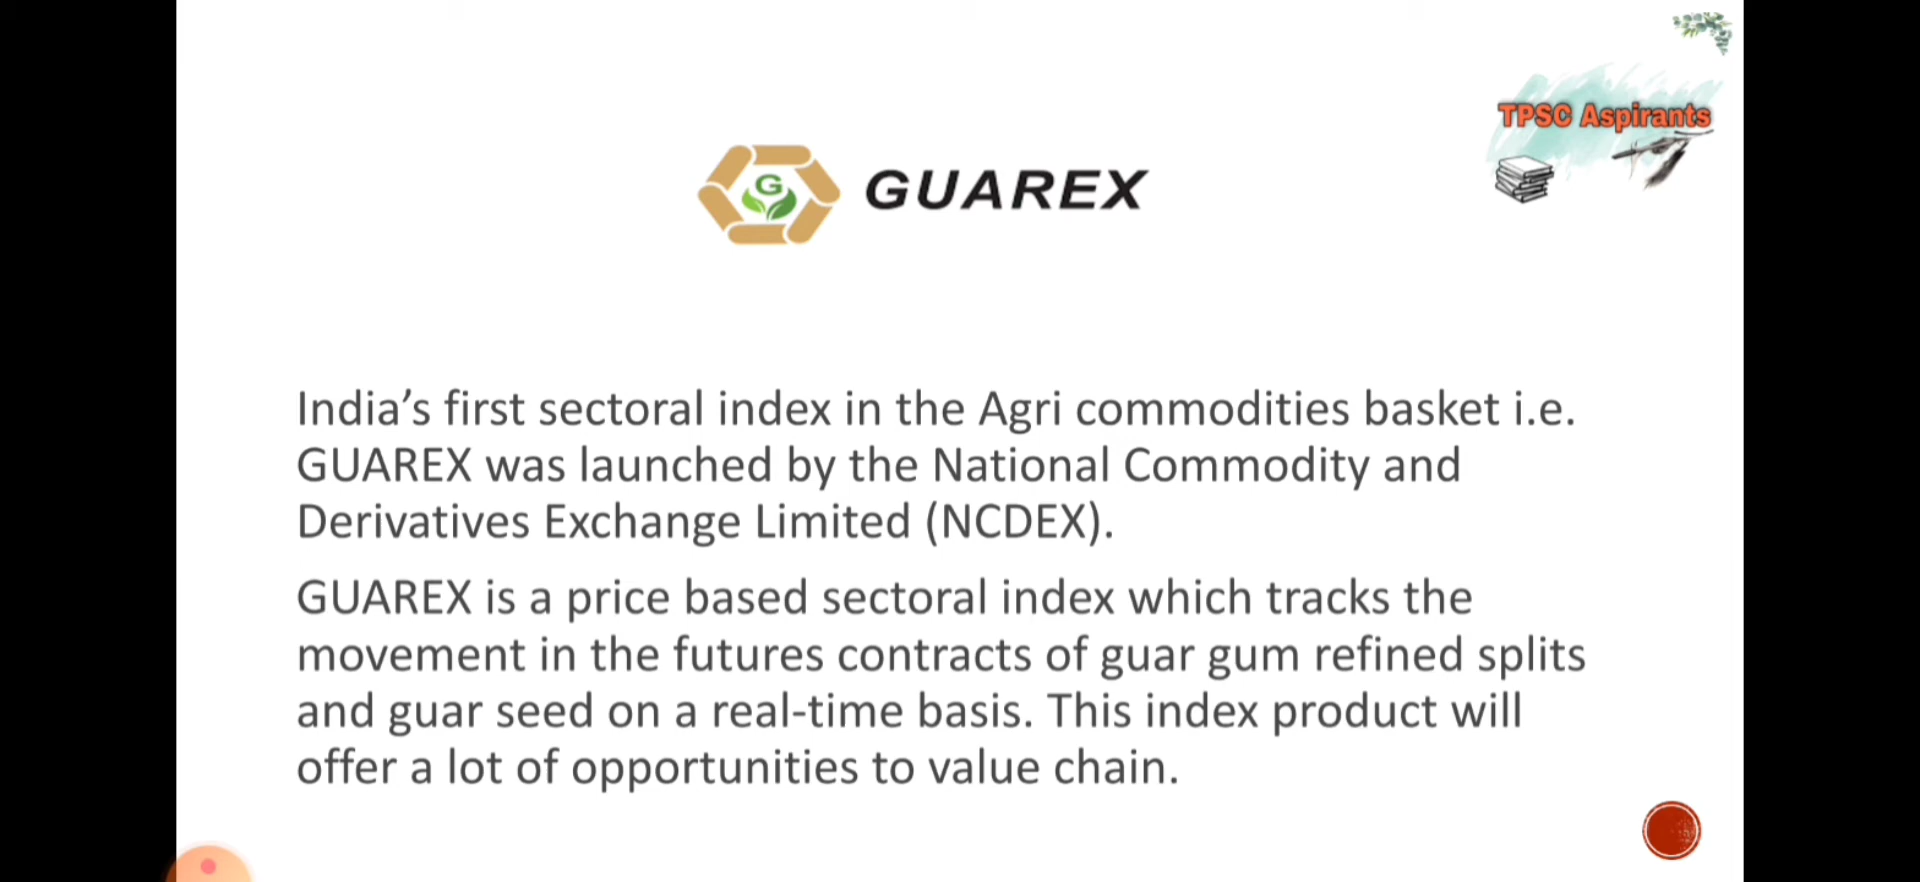 TPSC Aspirants
G
GUAREX
India’s first sectoral index in the Agri commodities basket i.e.
GUAREX was launched by the National Commodity and
Derivatives Exchange Limited (NCDEX).
GUAREX is a price based sectoral index which tracks the
movement in the futures contracts of guar gum refined splits
and guar seed on a real-time basis. This index product will
offer a lot of opportunities to value chain.